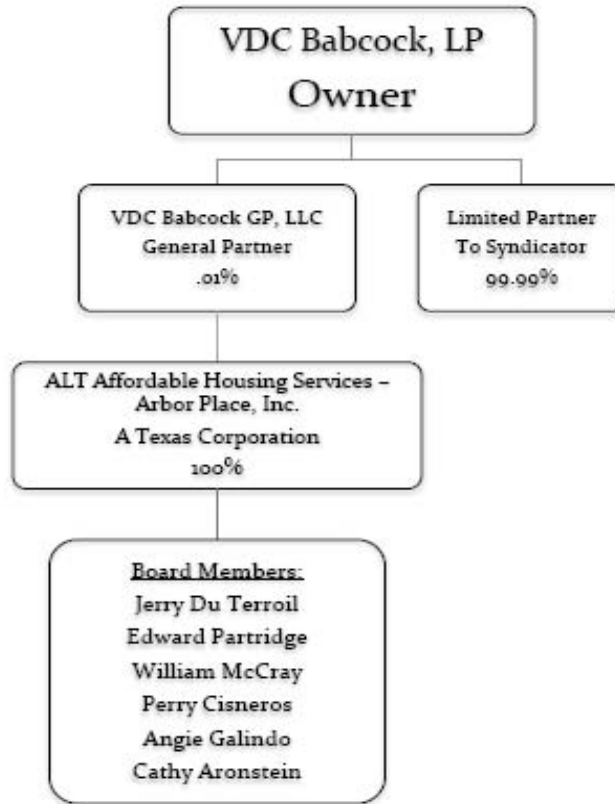 VDC Babcock, LP
Owner
VDC Babcock GP, LLC
General Partner
.01%
Limited Partner
To Syndicator
99.99%
ALT Affordable Housing Services –
Arbor Place, Inc.
A Texas Corporation
100%
Board Members:
Jerry Du Terroil
Edward Partridge
William McCray
Perry Cisneros
Angie Galindo
Cathy Aronstein